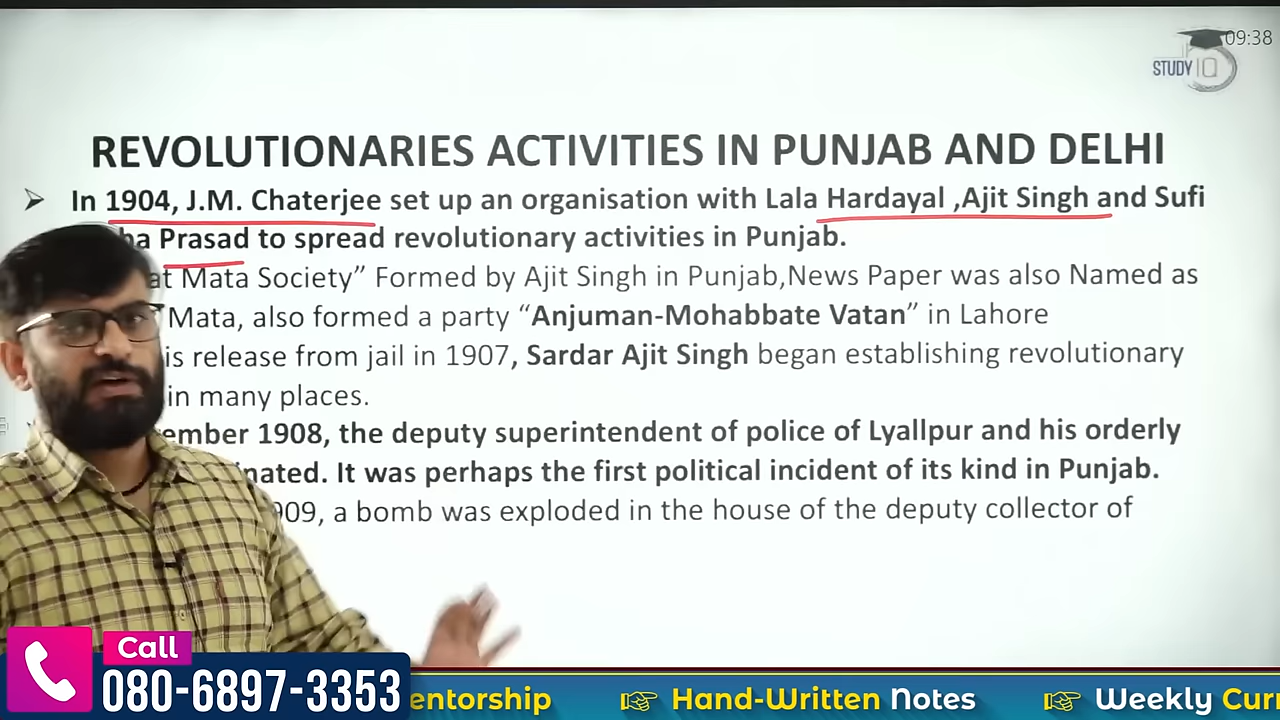 09:38
STUDY IQ
REVOLUTIONARIES ACTIVITIES IN PUNJAB AND DELHI
➢ In 1904, J.M. Chaterjee set up an organisation with Lala Hardayal ,Ajit Singh and Sufi
Prasad to spread revolutionary activities in Punjab.
Mata Society” Formed by Ajit Singh in Punjab,News Paper was also Named as
Mata, also formed a party “Anjuman-Mohabbate Vatan” in Lahore
release from jail in 1907, Sardar Ajit Singh began establishing revolutionary
in many places.
1908, the deputy superintendent of police of Lyallpur and his orderly
It was perhaps the first political incident of its kind in Punjab.
a bomb was exploded in the house of the deputy collector of
Call
080-6897-3353
entorship
Hand-Written Notes
Weekly Curr